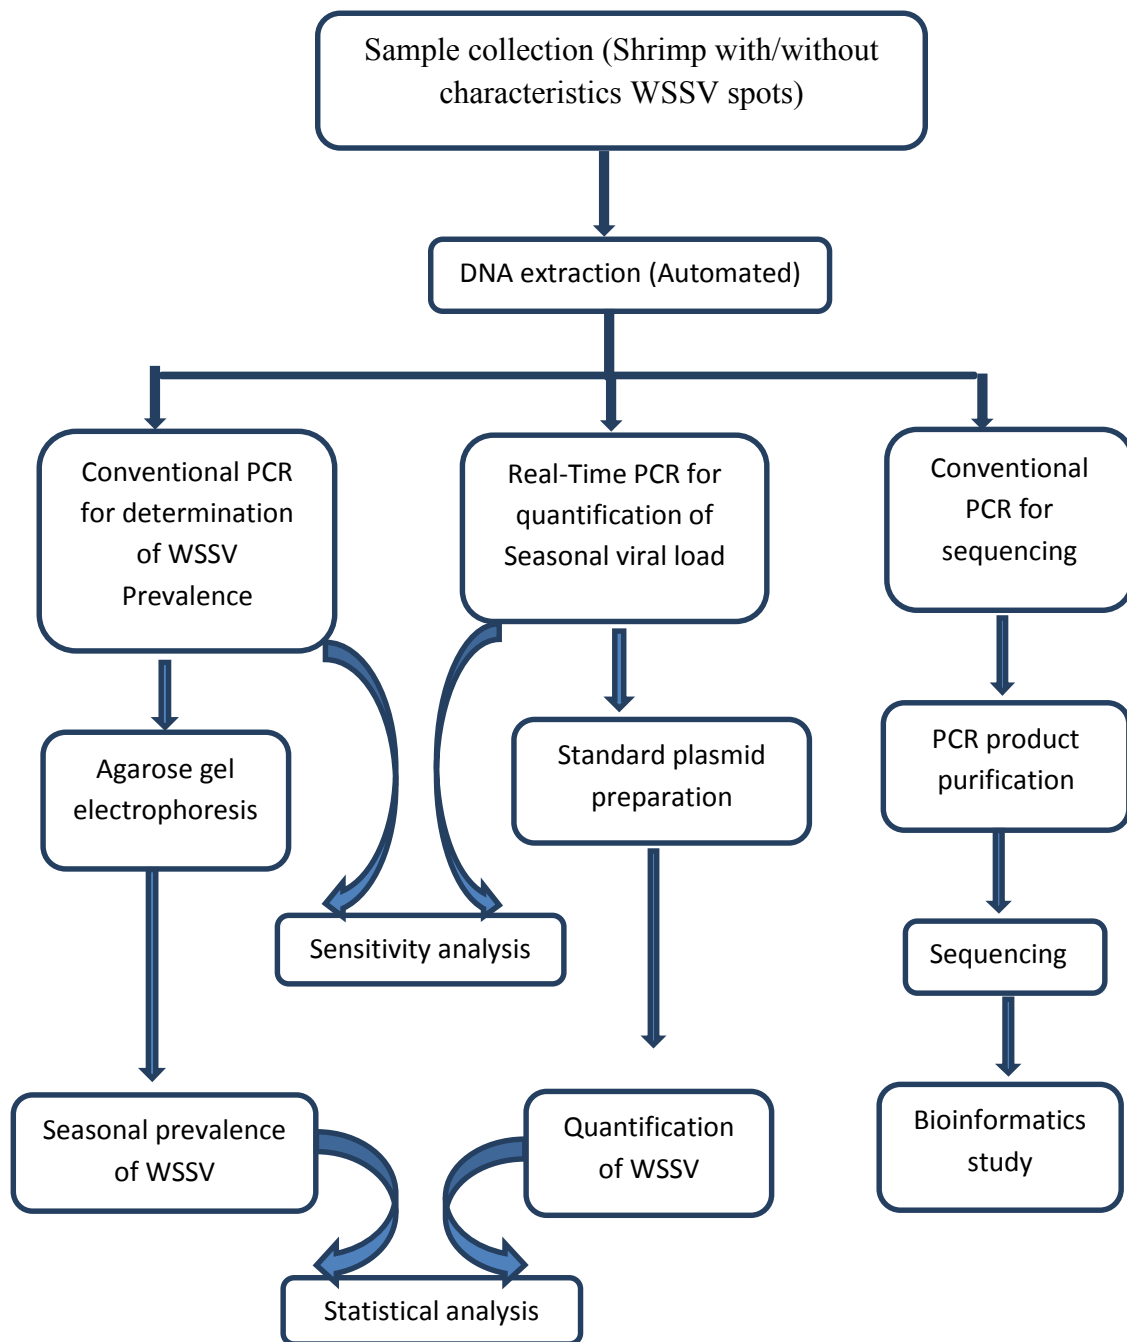 Sample collection (Shrimp with/without
characteristics WSSV spots)
DNA extraction (Automated)
Conventional PCR
for determination
of WSSV
Prevalence
Real-Time PCR for
quantification of
Seasonal viral load
Conventional
PCR for
sequencing
Agarose gel
electrophoresis
Standard plasmid
preparation
PCR product
purification
Sensitivity analysis
Sequencing
Seasonal prevalence
of WSSV
Quantification
of WSSV
Bioinformatics
study
Statistical analysis